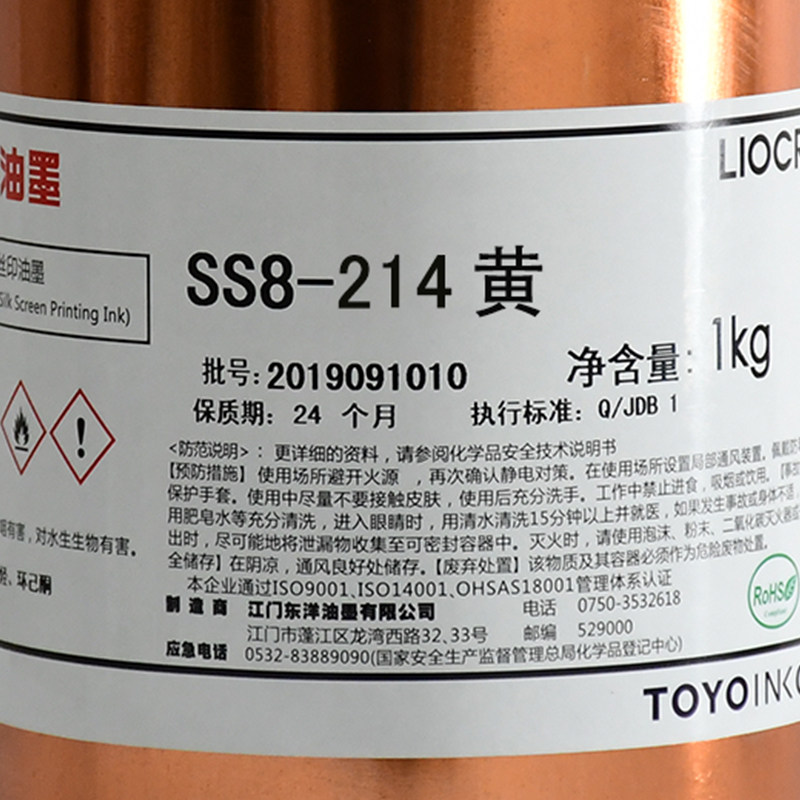 油墨
LIOCR
丝印油墨
Silk Screen Printing Ink)
SS8-214 黄
批号:2019091010
净含量: 1kg
保质期: 24 个月
执行标准: Q/JDB 1
<防范说明>：更详细的资料，请参阅化学品安全技术说明书
【预防措施】使用场所避开火源 ，再次确认静电对策。在使用场所设置局部通风装置，佩戴防
保护手套。使用中尽量不要接触皮肤，使用后充分洗手。工作中禁止进食，吸烟或饮用。【事故
用肥皂水等充分清洗，进入眼睛时，用清水清洗15分钟以上并就医，如果发生事故或身体不适
出时，尽可能地将泄漏物收集至可密封容器中。灭火时，请使用泡沫、粉末、二氧化碳灭火器或
全储存】在阴凉，通风良好处储存。【废弃处置】该物质及其容器必须作为危险废物处置。
有害，对水生生物有害。
、环己酮
本企业通过ISO9001、ISO14001、OHSAS18001管理体系认证
制 造 商 江门东洋油墨有限公司 电话 0750-3532618
江门市蓬江区龙湾西路32、33号 邮编 529000
应急电话 0532-83889090(国家安全生产监督管理总局化学品登记中心)
RoHS
TOYOINK